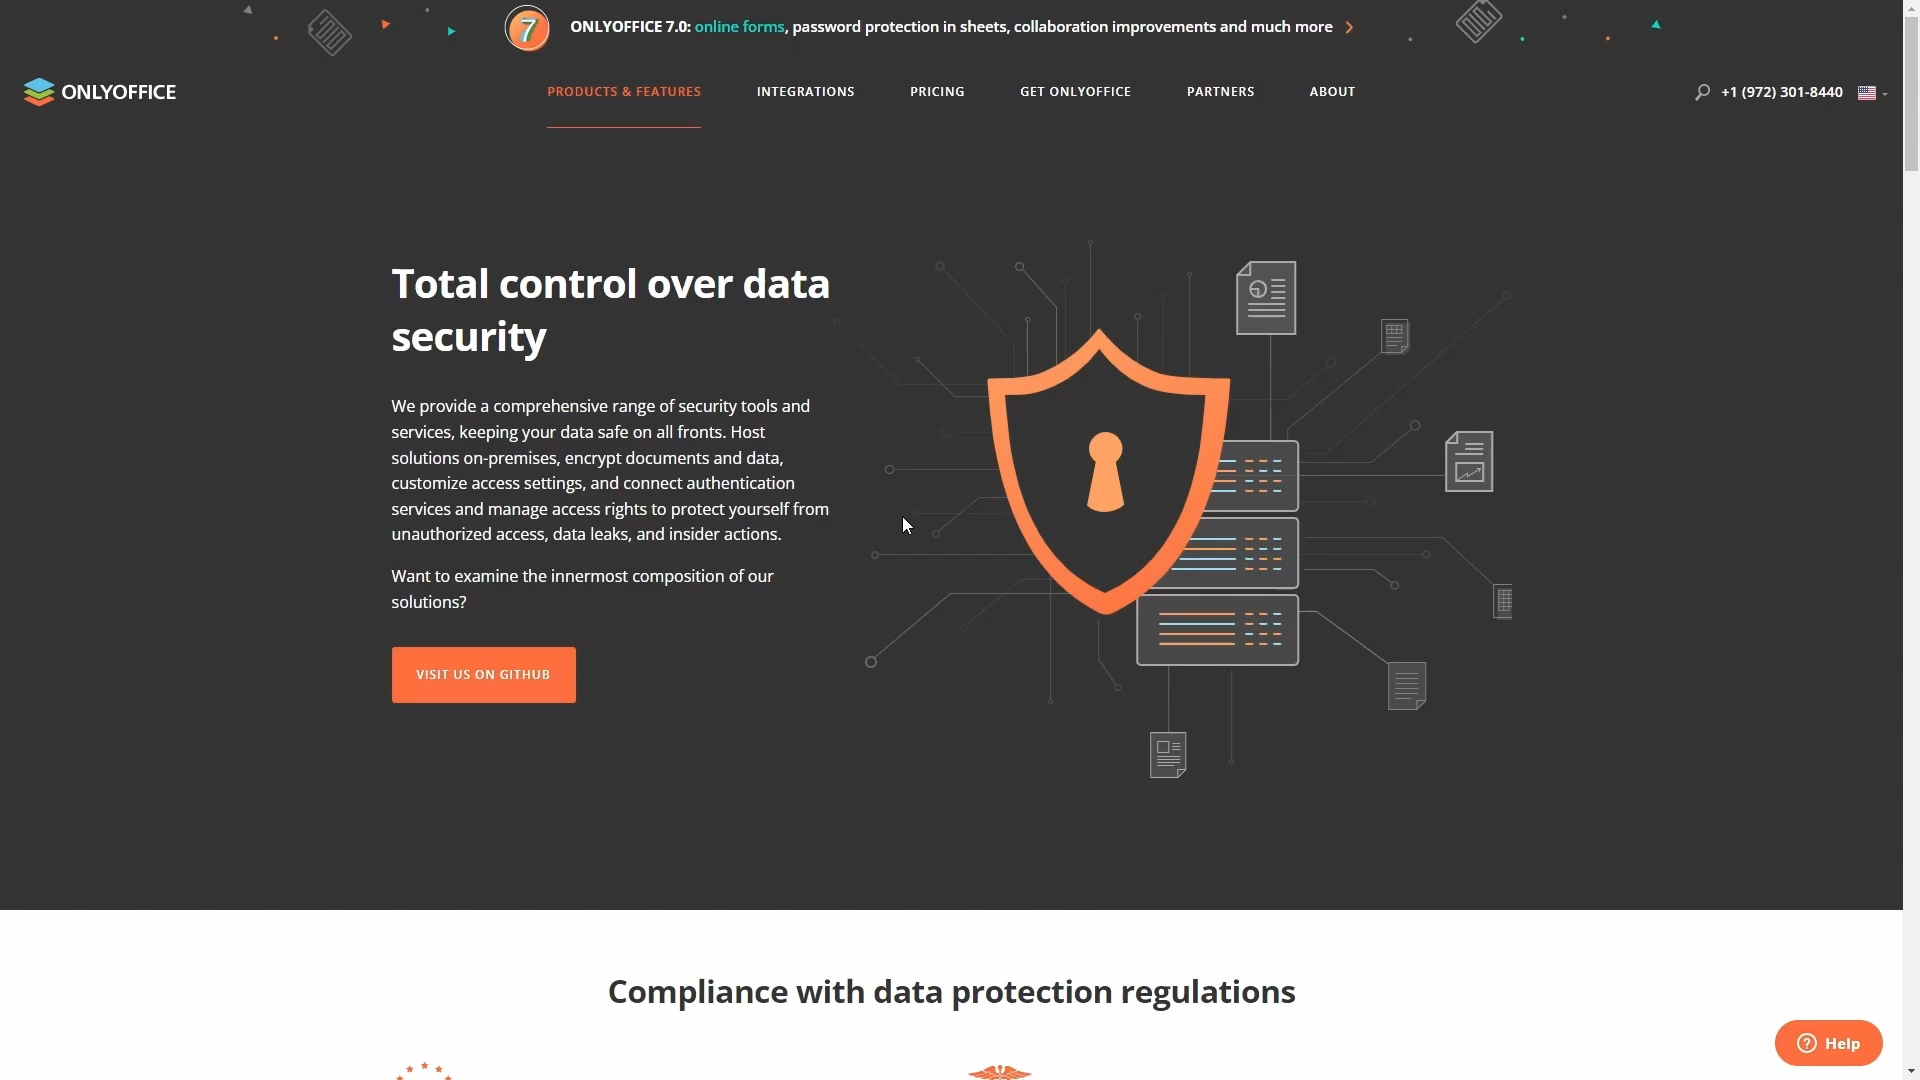 ONLYOFFICE 7.0: online forms, password protection in sheets, collaboration improvements and much more
7
ONLYOFFICE
PRODUCTS & FEATURES
INTEGRATIONS
PRICING
GET ONLYOFFICE
PARTNERS
ABOUT
+1 (972) 301-8440
Total control over data
security
We provide a comprehensive range of security tools and
services, keeping your data safe on all fronts. Host
solutions on-premises, encrypt documents and data,
customize access settings, and connect authentication
services and manage access rights to protect yourself from
unauthorized access, data leaks, and insider actions.
Want to examine the innermost composition of our
solutions?
VISIT US ON GITHUB
Compliance with data protection regulations
? Help